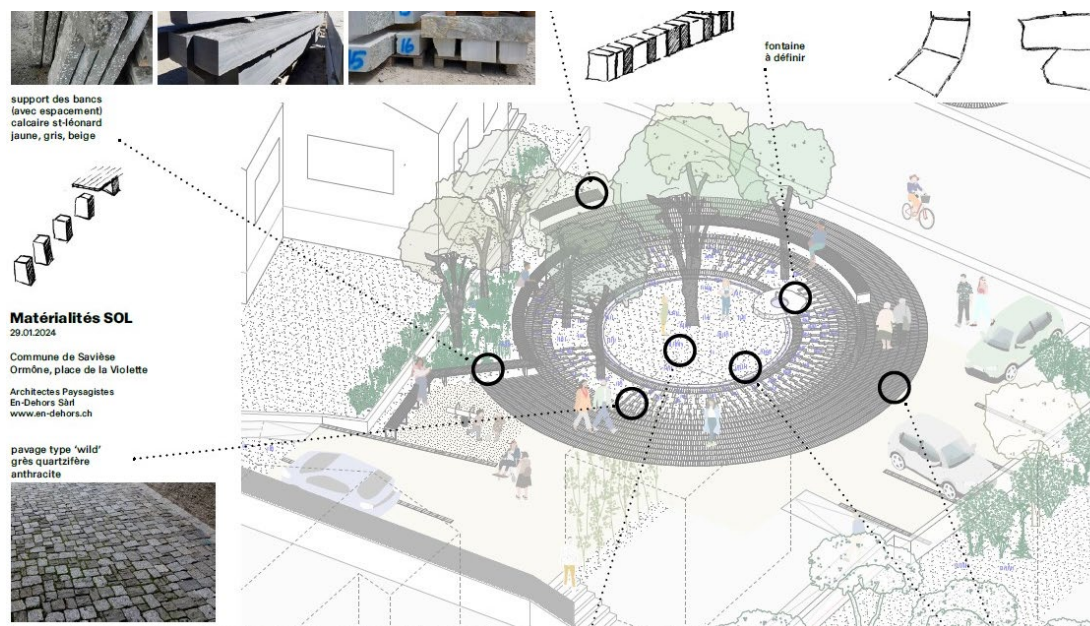 15
16
fontaine
à définir
support des bancs
(avec espacement)
calcaire st-léonard
jaune, gris, beige
Matérialités SOL
29.01.2024
Commune de Savièse
Ormône, place de la Violette
Architectes Paysagistes
En-Dehors Sàrl
www.en-dehors.ch
pavage type ‘wild’
grès quartzifère
anthracite